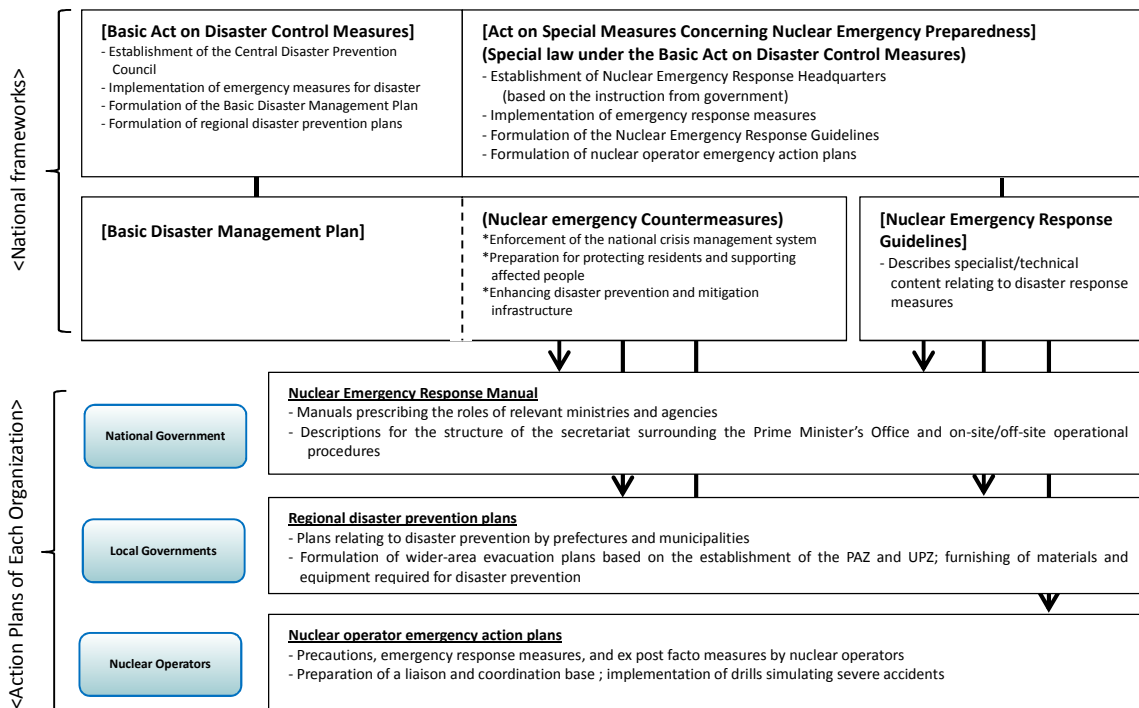 <National frameworks>
[Basic Act on Disaster Control Measures]
- Establishment of the Central Disaster Prevention
Council
- Implementation of emergency measures for disaster
- Formulation of the Basic Disaster Management Plan
- Formulation of regional disaster prevention plans
[Act on Special Measures Concerning Nuclear Emergency Preparedness]
(Special law under the Basic Act on Disaster Control Measures)
- Establishment of Nuclear Emergency Response Headquarters
(based on the instruction from government)
- Implementation of emergency response measures
- Formulation of the Nuclear Emergency Response Guidelines
- Formulation of nuclear operator emergency action plans
[Basic Disaster Management Plan]
(Nuclear emergency Countermeasures)
*Enforcement of the national crisis management system
*Preparation for protecting residents and supporting
affected people
*Enhancing disaster prevention and mitigation
infrastructure
[Nuclear Emergency Response
Guidelines]
- Describes specialist/technical
content relating to disaster response
measures
<Action Plans of Each Organization>
National Government
Nuclear Emergency Response Manual
- Manuals prescribing the roles of relevant ministries and agencies
- Descriptions for the structure of the secretariat surrounding the Prime Minister's Office and on-site/off-site operational
procedures
Local Governments
Regional disaster prevention plans
- Plans relating to disaster prevention by prefectures and municipalities
- Formulation of wider-area evacuation plans based on the establishment of the PAZ and UPZ; furnishing of materials and
equipment required for disaster prevention
Nuclear Operators
Nuclear operator emergency action plans
- Precautions, emergency response measures, and ex post facto measures by nuclear operators
- Preparation of a liaison and coordination base ; implementation of drills simulating severe accidents